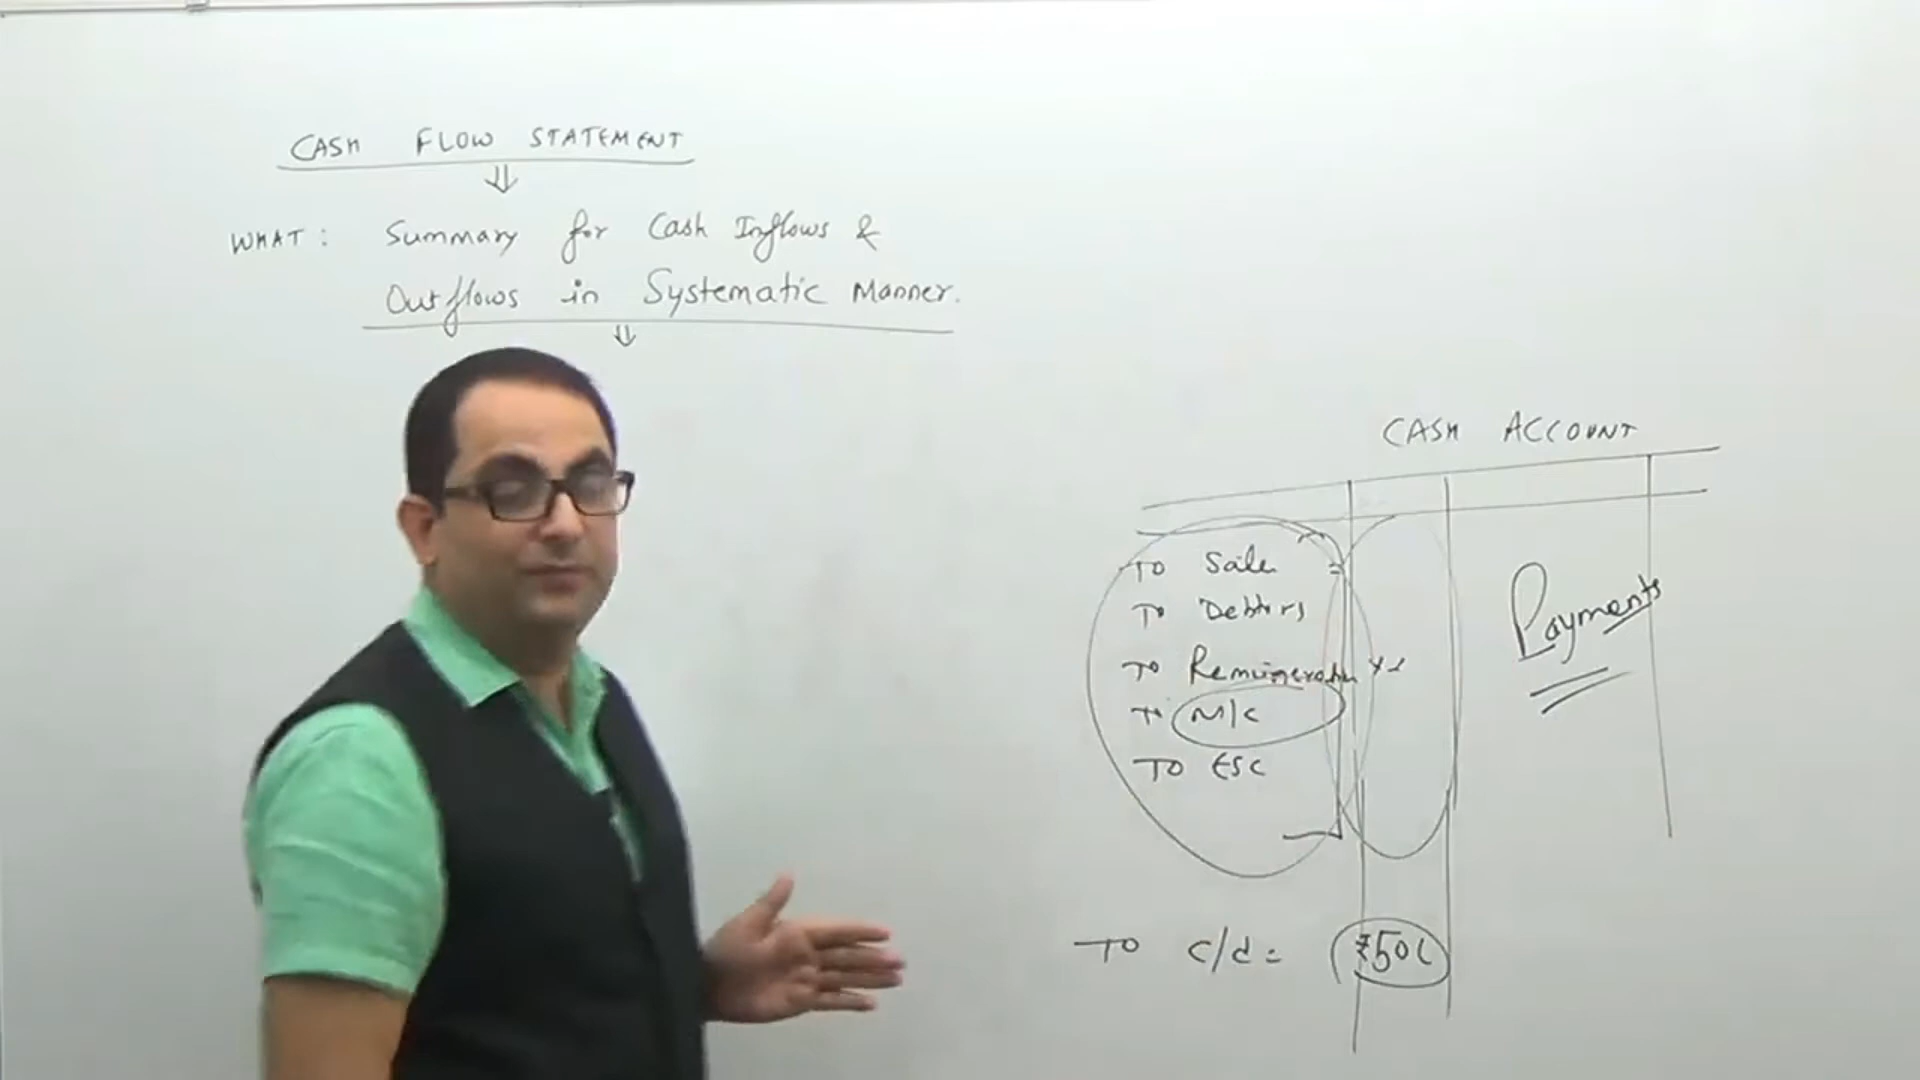 CASH FLOW STATEMENT
WHAT: Summary for Cash Inflows &
Outflows in Systematic Manner.
CASH ACCOUNT
TO Sale =
TO Debtors
TO
TO M/C
TO ESC
Payments
TO c/d = ₹50L